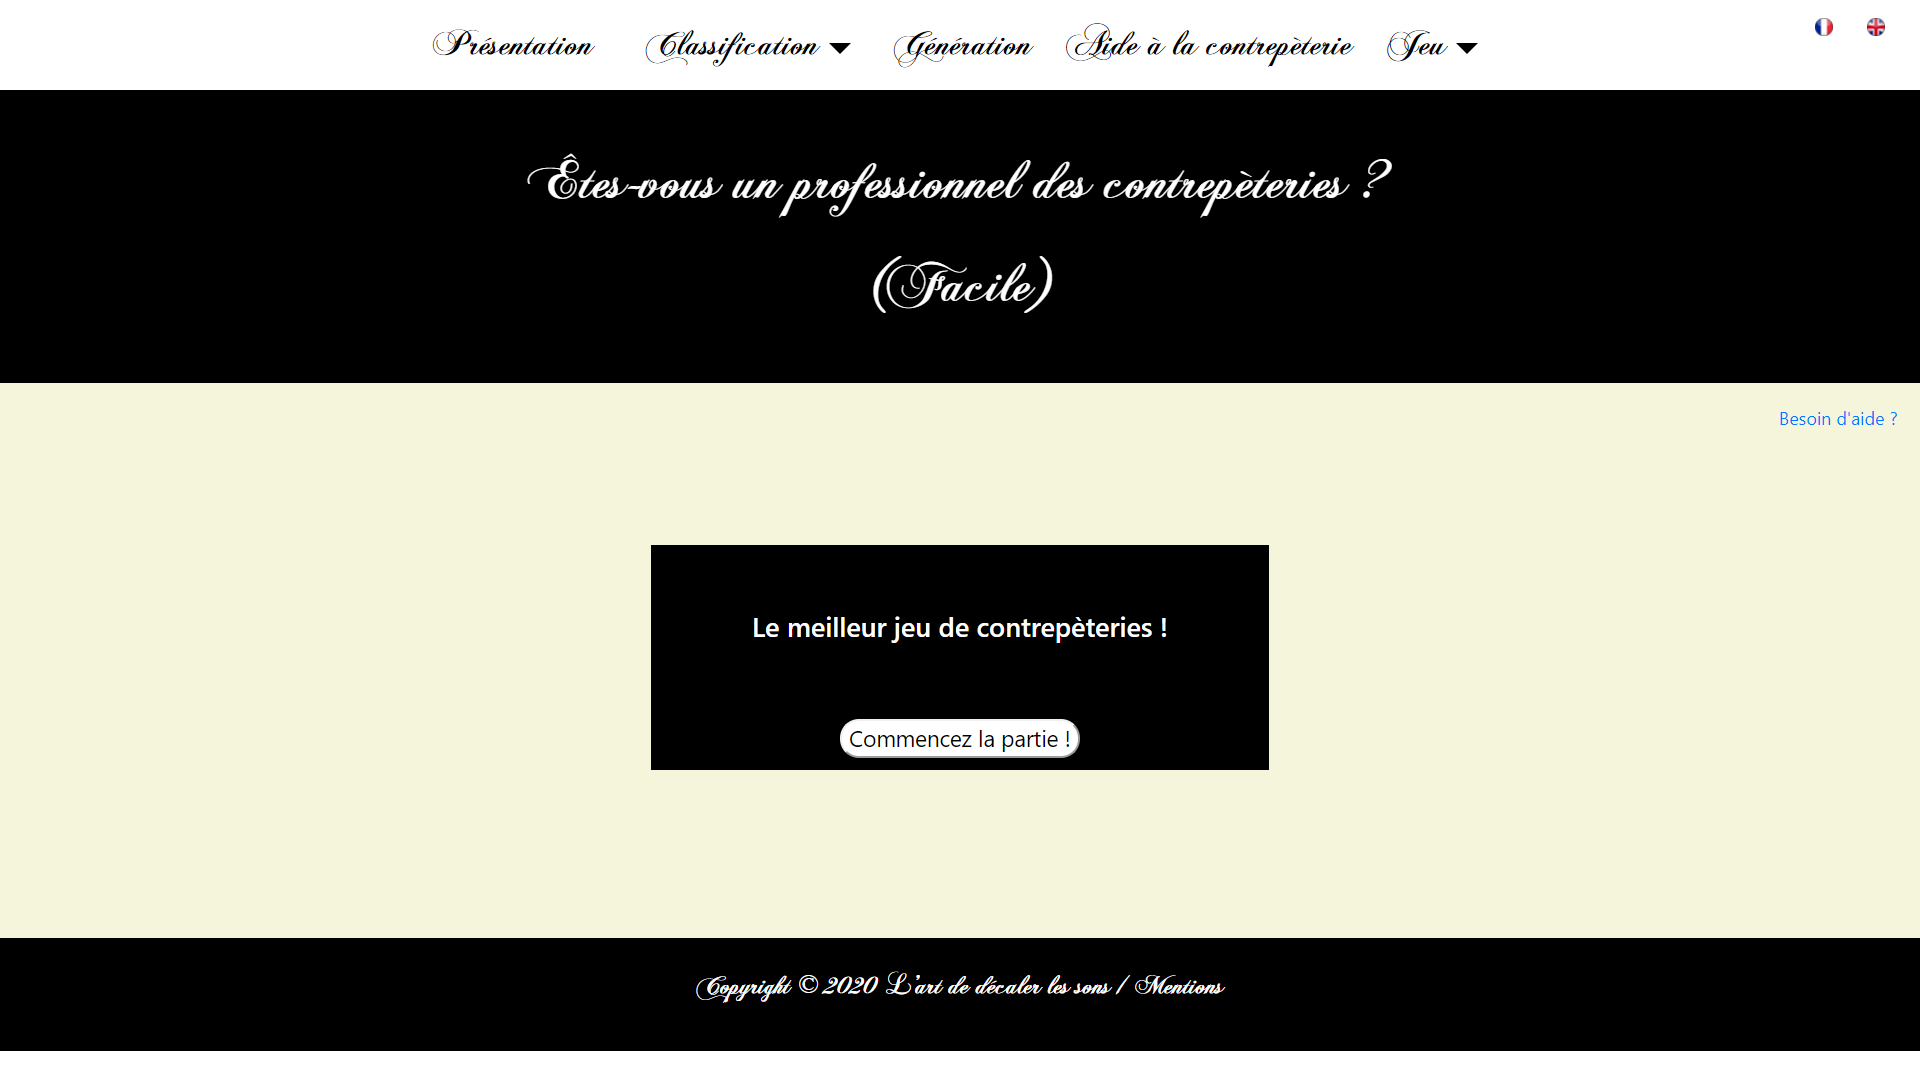 Présentation Classification Génération Aide à la contrepèterie Jeu
Êtes-vous un professionnel des contrepèteries ?
(Facile)
Besoin d'aide ?
Le meilleur jeu de contrepèteries !
Commencez la partie !
Copyright © 2020 L'art de décaler les sons / Mentions